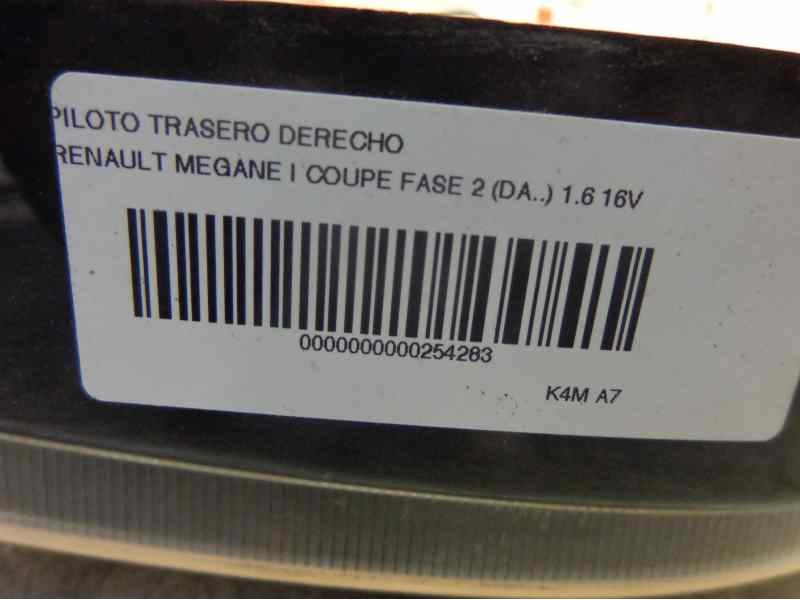 PILOTO TRASERO DERECHO
RENAULT MEGANE I COUPE FASE 2 (DA..) 1.6 16V
0000000000254283
K4M A7